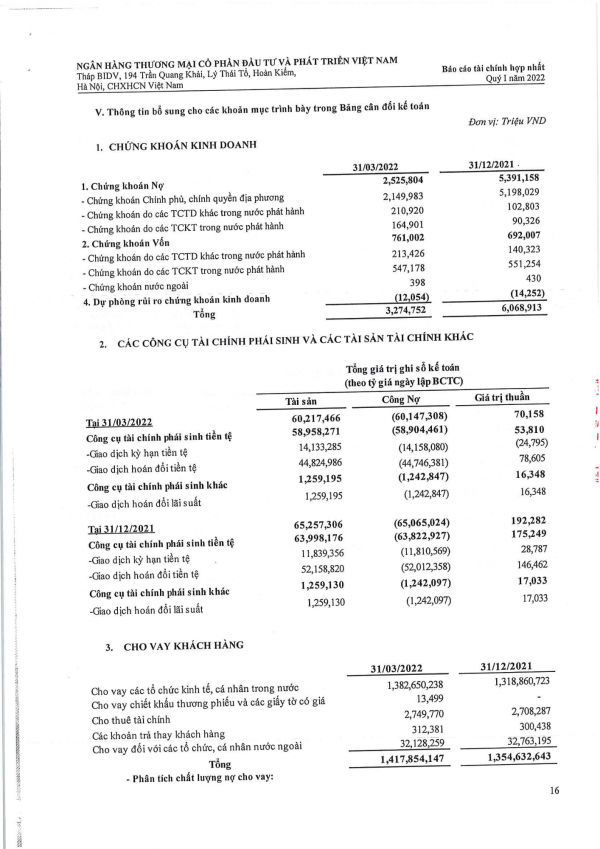 NGÂN HÀNG THƯƠNG MẠI CỔ PHẦN ĐẦU TƯ VÀ PHÁT TRIỂN VIỆT NAM
Tháp BIDV, 194 Trần Quang Khải, Lý Thái Tổ, Hoàn Kiếm,
Hà Nội, CHXHCN Việt Nam
Báo cáo tài chính hợp nhất
Quý I năm 2022
V. Thông tin bổ sung cho các khoản mục trình bày trong Bảng cân đối kế toán
Đơn vị: Triệu VND
1. CHỨNG KHOÁN KINH DOANH
31/03/2022 31/12/2021
1. Chứng khoán Nợ 2,525,804 5,391,158
- Chứng khoán Chính phủ, chính quyền địa phương 2,149,983 5,198,029
- Chứng khoán do các TCTD khác trong nước phát hành 210,920 102,803
- Chứng khoán do các TCKT trong nước phát hành 164,901 90,326
2. Chứng khoán Vốn 761,002 692,007
- Chứng khoán do các TCTD khác trong nước phát hành 213,426 140,323
- Chứng khoán do các TCKT trong nước phát hành 547,178 551,254
- Chứng khoán nước ngoài 398 430
4. Dự phòng rủi ro chứng khoán kinh doanh (12,054) (14,252)
Tổng 3,274,752 6,068,913
2. CÁC CÔNG CỤ TÀI CHÍNH PHÁI SINH VÀ CÁC TÀI SẢN TÀI CHÍNH KHÁC
Tổng giá trị ghi sổ kế toán
(theo tỷ giá ngày lập BCTC)
Tài sản Công Nợ Giá trị thuần
Tại 31/03/2022 60,217,466 (60,147,308) 70,158
Công cụ tài chính phái sinh tiền tệ 58,958,271 (58,904,461) 53,810
-Giao dịch kỳ hạn tiền tệ 14,133,285 (14,158,080) (24,795)
-Giao dịch hoán đổi tiền tệ 44,824,986 (44,746,381) 78,605
Công cụ tài chính phái sinh khác 1,259,195 (1,242,847) 16,348
-Giao dịch hoán đổi lãi suất 1,259,195 (1,242,847) 16,348
Tại 31/12/2021 65,257,306 (65,065,024) 192,282
Công cụ tài chính phái sinh tiền tệ 63,998,176 (63,822,927) 175,249
-Giao dịch kỳ hạn tiền tệ 11,839,356 (11,810,569) 28,787
-Giao dịch hoán đổi tiền tệ 52,158,820 (52,012,358) 146,462
Công cụ tài chính phái sinh khác 1,259,130 (1,242,097) 17,033
-Giao dịch hoán đổi lãi suất 1,259,130 (1,242,097) 17,033
3. CHO VAY KHÁCH HÀNG
31/03/2022 31/12/2021
Cho vay các tổ chức kinh tế, cá nhân trong nước 1,382,650,238 1,318,860,723
Cho vay chiết khấu thương phiếu và các giấy tờ có giá 13,499 -
Cho thuê tài chính 2,749,770 2,708,287
Các khoản trả thay khách hàng 312,381 300,438
Cho vay đối với các tổ chức, cá nhân nước ngoài 32,128,259 32,763,195
Tổng 1,417,854,147 1,354,632,643
- Phân tích chất lượng nợ cho vay:
16